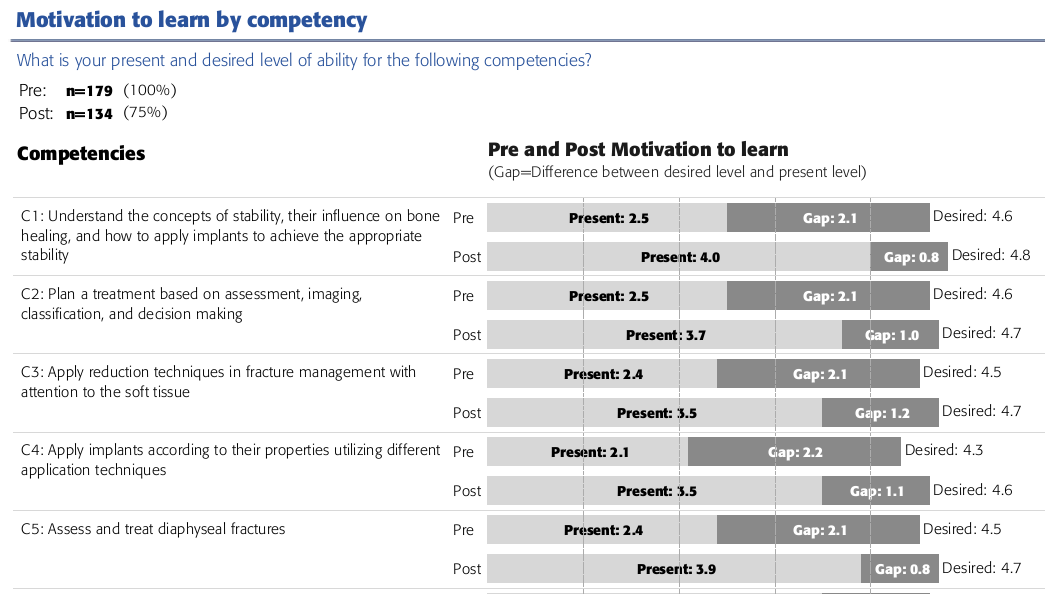 Motivation to learn by competency
What is your present and desired level of ability for the following competencies?
Pre: n=179 (100%)
Post: n=134 (75%)
Competencies
Pre and Post Motivation to learn
(Gap=Difference between desired level and present level)
C1: Understand the concepts of stability, their influence on bone
healing, and how to apply implants to achieve the appropriate
stability
Pre Present: 2.5 Gap: 2.1 Desired: 4.6
Post Present: 4.0 Gap: 0.8 Desired: 4.8
C2: Plan a treatment based on assessment, imaging,
classification, and decision making
Pre Present: 2.5 Gap: 2.1 Desired: 4.6
Post Present: 3.7 Gap: 1.0 Desired: 4.7
C3: Apply reduction techniques in fracture management with
attention to the soft tissue
Pre Present: 2.4 Gap: 2.1 Desired: 4.5
Post Present: 3.5 Gap: 1.2 Desired: 4.7
C4: Apply implants according to their properties utilizing different
application techniques
Pre Present: 2.1 Gap: 2.2 Desired: 4.3
Post Present: 3.5 Gap: 1.1 Desired: 4.6
C5: Assess and treat diaphyseal fractures
Pre Present: 2.4 Gap: 2.1 Desired: 4.5
Post Present: 3.9 Gap: 0.8 Desired: 4.7